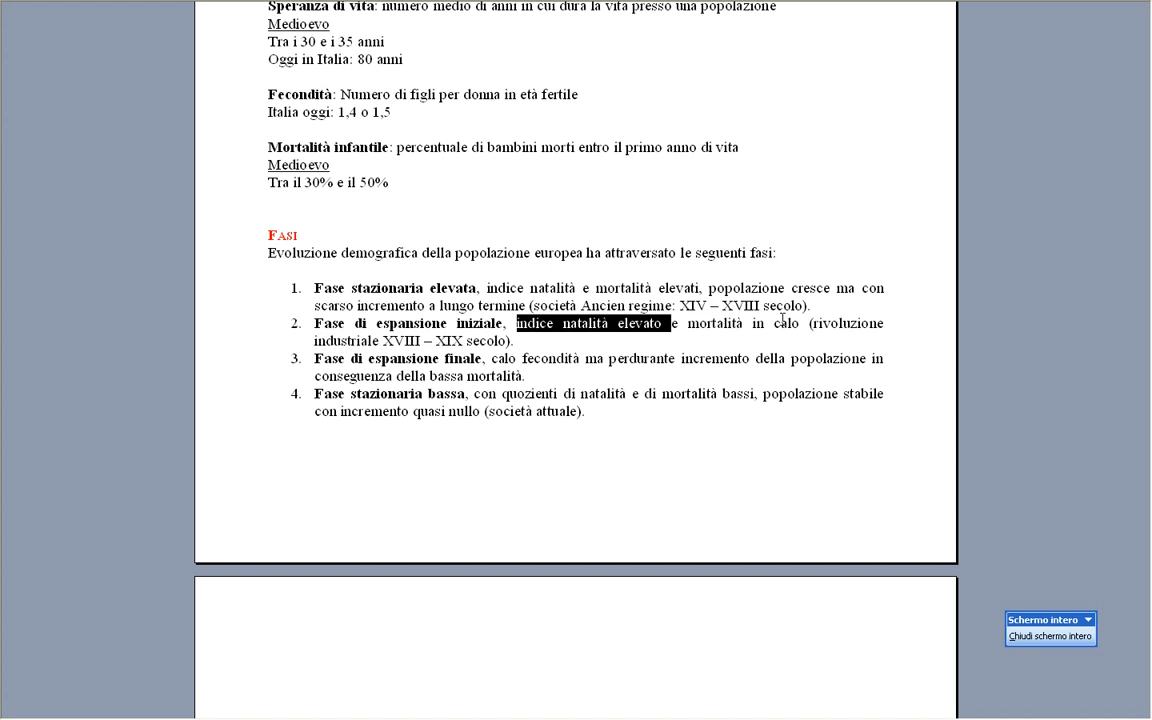 Speranza di vita: numero medio di anni in cui dura la vita presso una popolazione
Medioevo
Tra i 30 e i 35 anni
Oggi in Italia: 80 anni
Fecondità: Numero di figli per donna in età fertile
Italia oggi: 1,4 o 1,5
Mortalità infantile: percentuale di bambini morti entro il primo anno di vita
Medioevo
Tra il 30% e il 50%
FASI
Evoluzione demografica della popolazione europea ha attraversato le seguenti fasi:
1. Fase stazionaria elevata, indice natalità e mortalità elevati, popolazione cresce ma con
scarso incremento a lungo termine (società Ancien regime: XIV – XVIII secolo).
2. Fase di espansione iniziale, indice natalità elevato e mortalità in calo (rivoluzione
industriale XVIII – XIX secolo).
3. Fase di espansione finale, calo fecondità ma perdurante incremento della popolazione in
conseguenza della bassa mortalità.
4. Fase stazionaria bassa, con quozienti di natalità e di mortalità bassi, popolazione stabile
con incremento quasi nullo (società attuale).
Schermo intero
Chiudi schermo intero